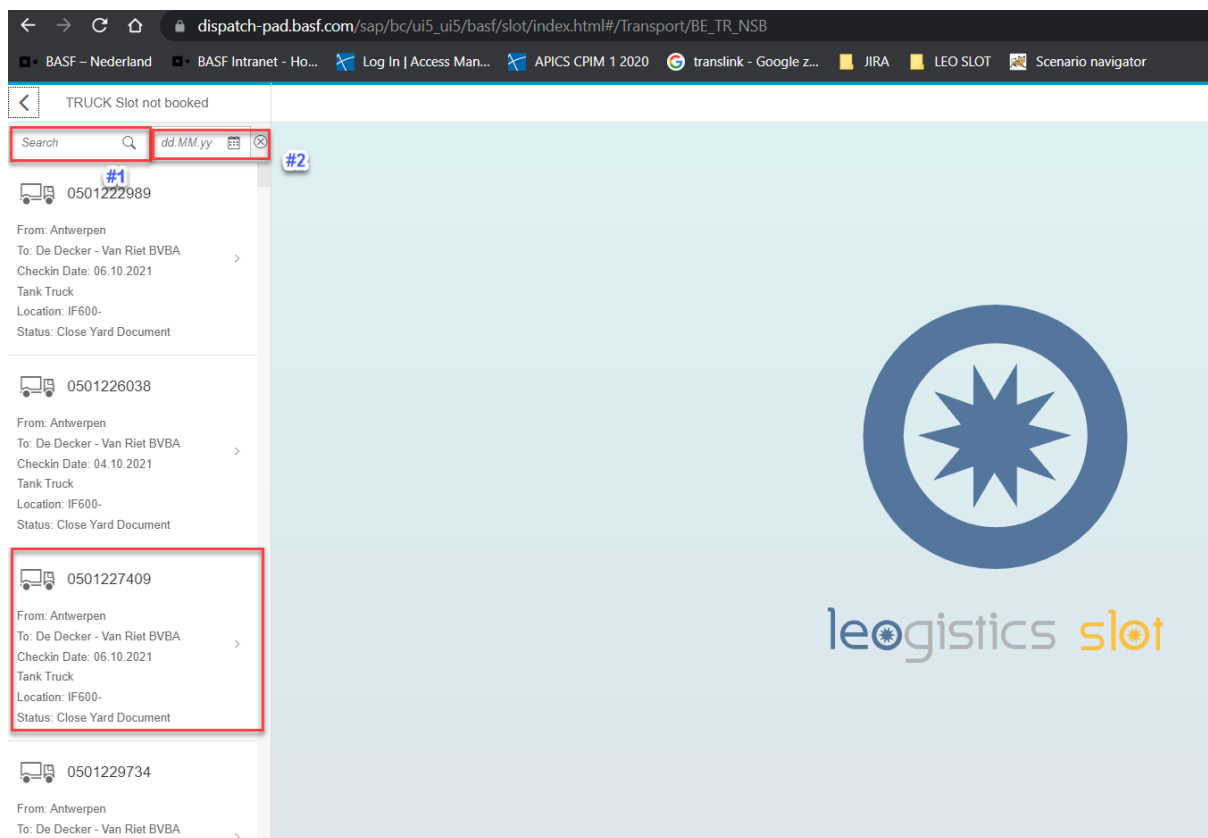 dispatch-pad.basf.com/sap/bc/ui5_ui5/basf/slot/index.html#/Transport/BE_TR_NSB
BASF – Nederland BASF Intranet - Ho... Log In | Access Man... APICS CPIM 1 2020 translink - Google z... JIRA LEO SLOT Scenario navigator
TRUCK Slot not booked
Search dd.MM.yy
#1
#2
0501222989
From: Antwerpen
To: De Decker - Van Riet BVBA
Checkin Date: 06.10.2021
Tank Truck
Location: IF600-
Status: Close Yard Document
0501226038
From: Antwerpen
To: De Decker - Van Riet BVBA
Checkin Date: 04.10.2021
Tank Truck
Location: IF600-
Status: Close Yard Document
0501227409
From: Antwerpen
To: De Decker - Van Riet BVBA
Checkin Date: 06.10.2021
Tank Truck
Location: IF600-
Status: Close Yard Document
0501229734
From: Antwerpen
To: De Decker - Van Riet BVBA
leogistics slot